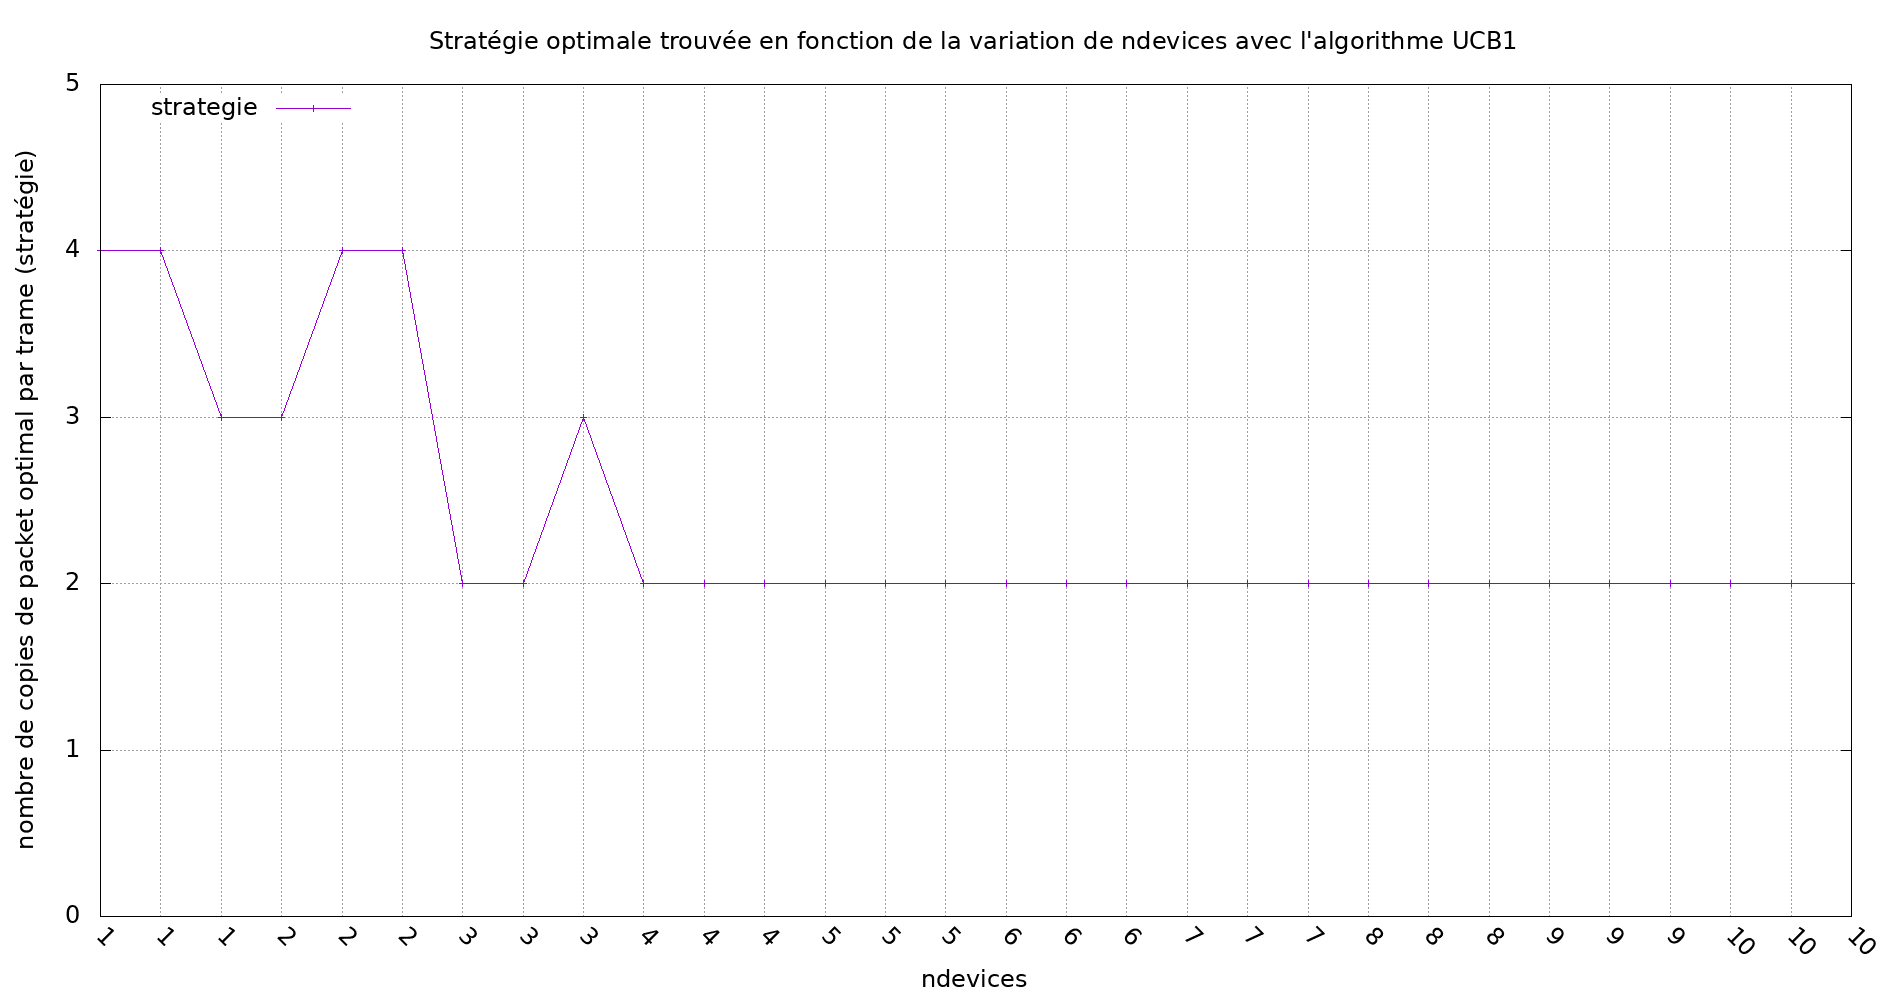 Stratégie optimale trouvée en fonction de la variation de ndevices avec l'algorithme UCB1
strategie
nombre de copies de packet optimal par trame (stratégie)
5
4
3
2
1
0
1 1 1 2 2 2 3 3 3 4 4 4 5 5 5 6 6 6 7 7 7 8 8 8 9 9 9 10 10 10
ndevices